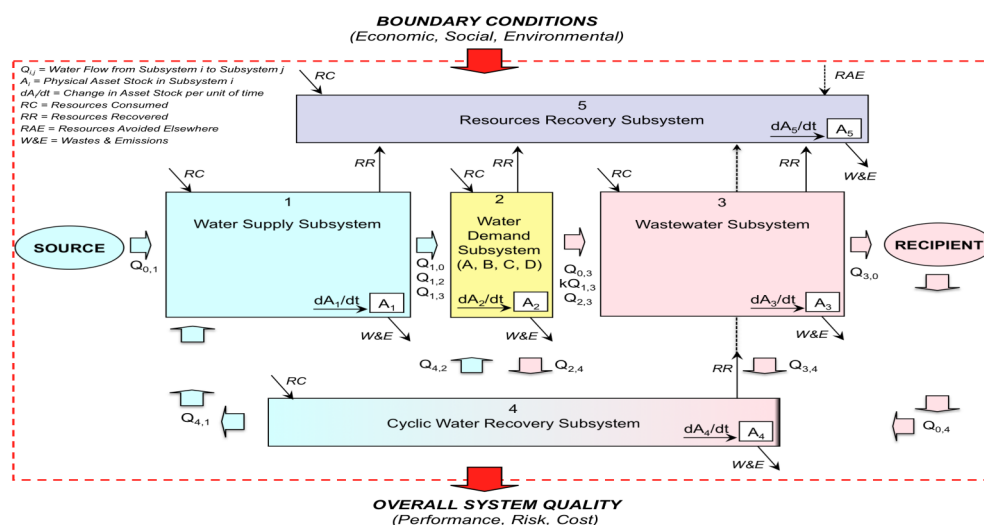 BOUNDARY CONDITIONS
(Economic, Social, Environmental)
Qi,j = Water Flow from Subsystem i to Subsystem j
Ai = Physical Asset Stock in Subsystem i
dAi/dt = Change in Asset Stock per unit of time
RC = Resources Consumed
RR = Resources Recovered
RAE = Resources Avoided Elsewhere
W&E = Wastes & Emissions
RC
RAE
5
Resources Recovery Subsystem
dA5/dt
A5
W&E
RR
RR
RR
RC
RC
RC
1
Water Supply Subsystem
dA1/dt
A1
W&E
2
Water
Demand
Subsystem
(A, B, C, D)
dA2/dt
A2
W&E
3
Wastewater Subsystem
dA3/dt
A3
W&E
SOURCE
Q0,1
Q1,0
Q1,2
Q1,3
Q0,3
kQ1,3
Q2,3
Q3,0
RECIPIENT
Q4,2
Q2,4
RR
Q3,4
Q4,1
RC
4
Cyclic Water Recovery Subsystem
dA4/dt
A4
W&E
Q0,4
OVERALL SYSTEM QUALITY
(Performance, Risk, Cost)